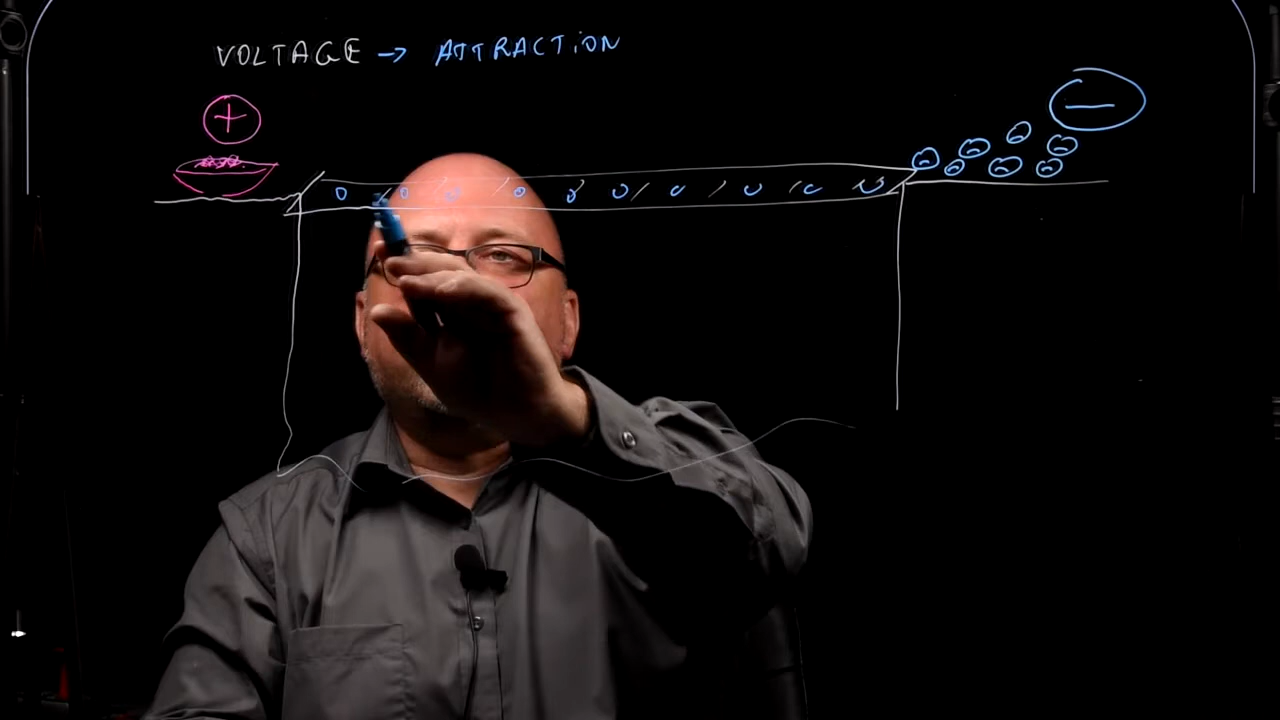 VOLTAGE → ATTRACTION
+
−